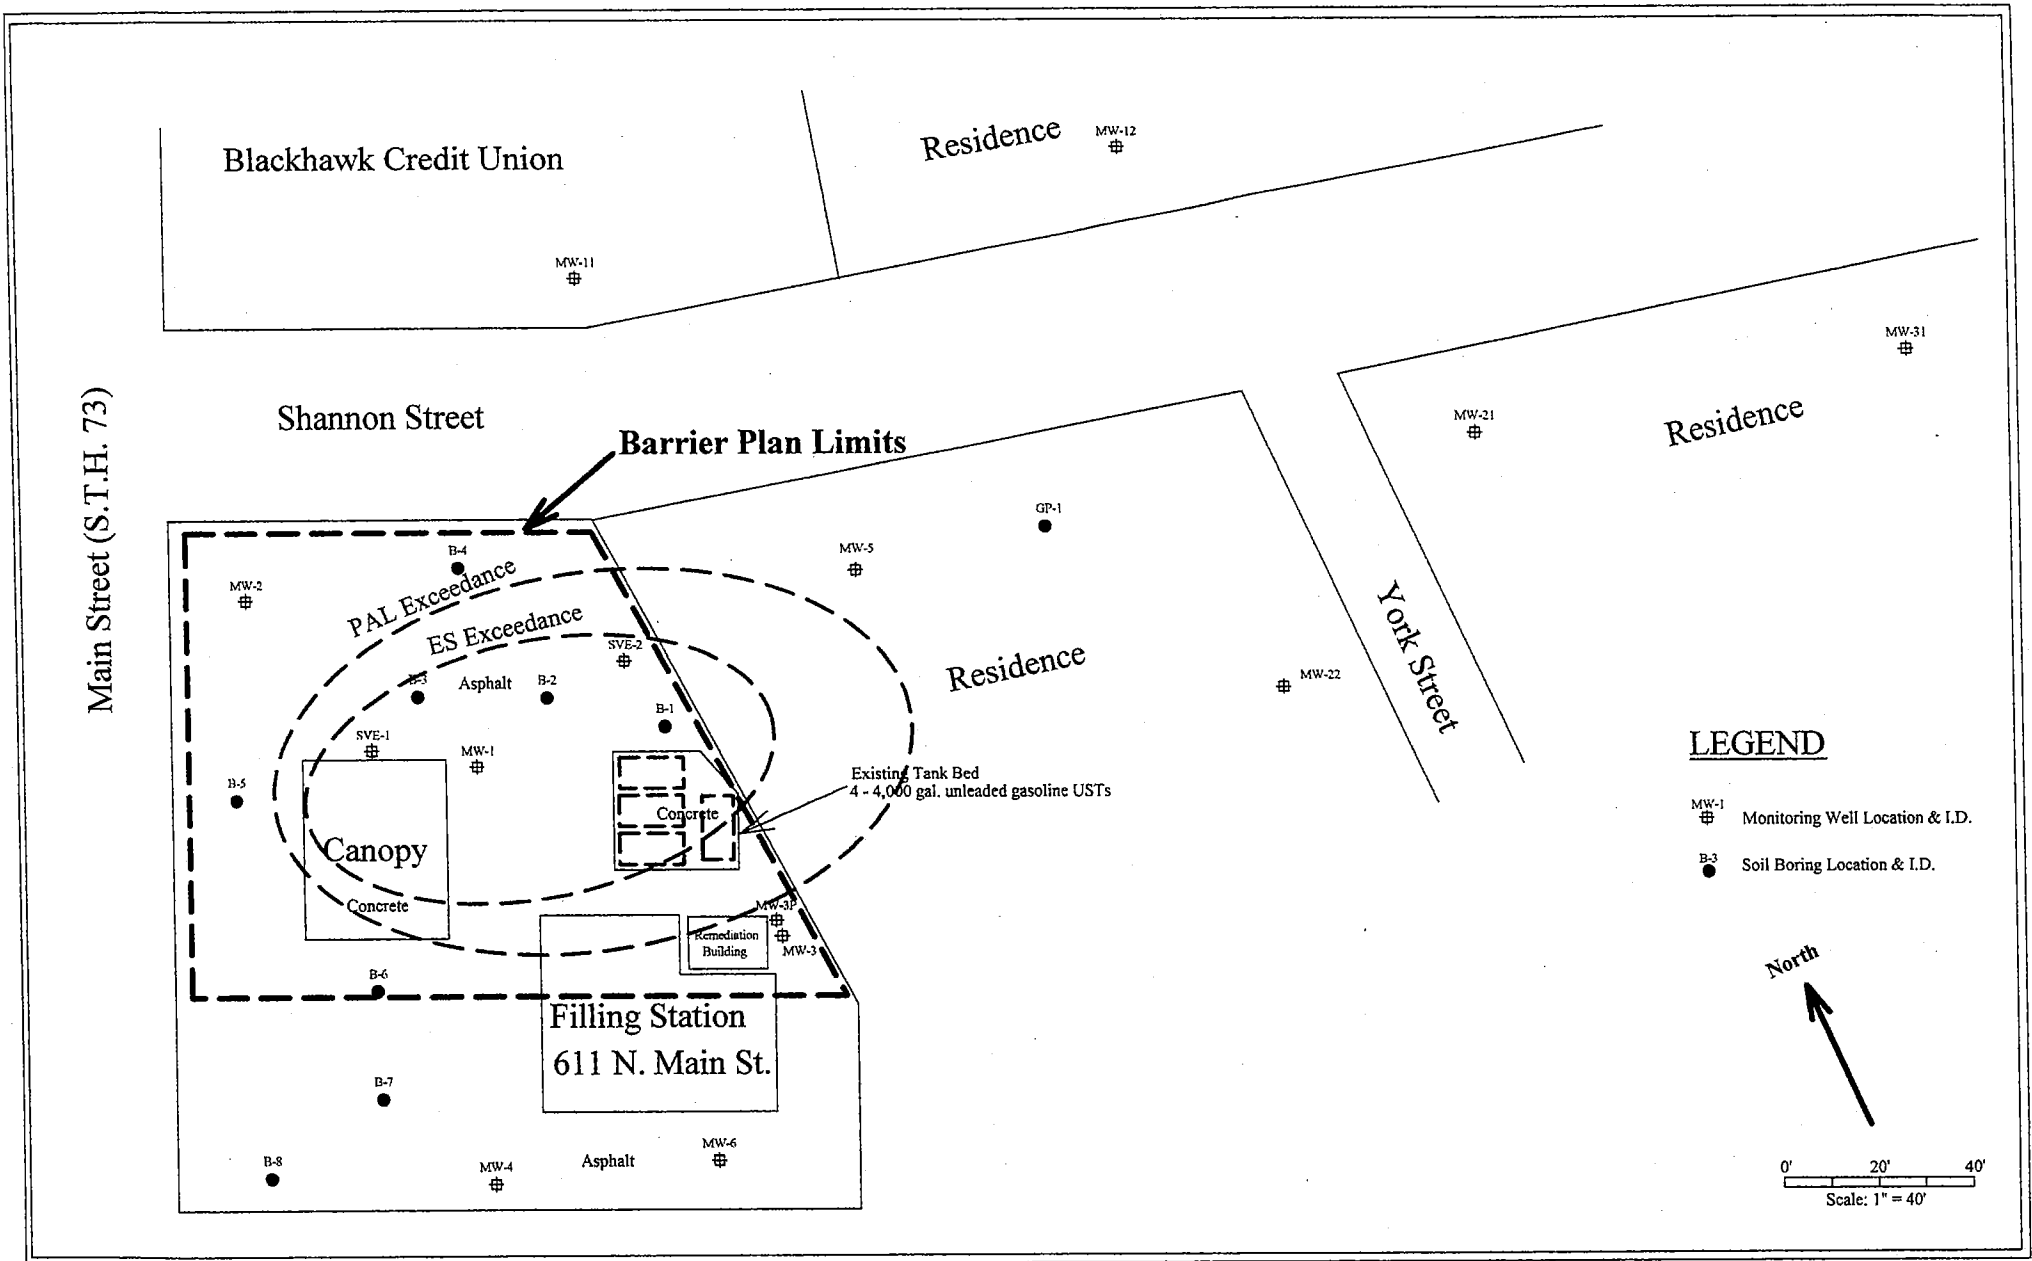 Blackhawk Credit Union
Residence
MW-12
MW-11
MW-31
Main Street (S.T.H. 73)
Shannon Street
Barrier Plan Limits
MW-21
Residence
GP-1
B-4
MW-5
MW-2
PAL Exceedance
ES Exceedance
SVE-2
York Street
Residence
B-3
Asphalt
B-2
MW-22
B-1
SVE-1
MW-1
LEGEND
B-5
Existing Tank Bed
4 - 4,000 gal. unleaded gasoline USTs
Concrete
MW-1
Monitoring Well Location & I.D.
Canopy
B-3
Soil Boring Location & I.D.
Concrete
MW-3P
Remediation
Building
MW-3
North
B-6
Filling Station
611 N. Main St.
B-7
MW-6
B-8
MW-4
Asphalt
0' 20' 40'
Scale: 1" = 40'